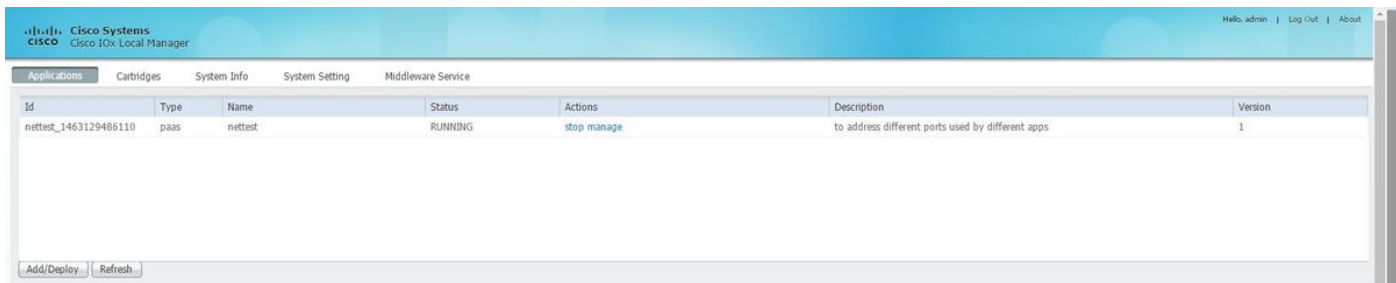 Hello, admin | Log Out | About
Cisco Systems
CISCO Cisco IOx Local Manager
Applications Cartridges System Info System Setting Middleware Service
Id Type Name Status Actions Description Version
nettest_1463129486110 paas nettest RUNNING stop manage to address different ports used by different apps 1
Add/Deploy Refresh